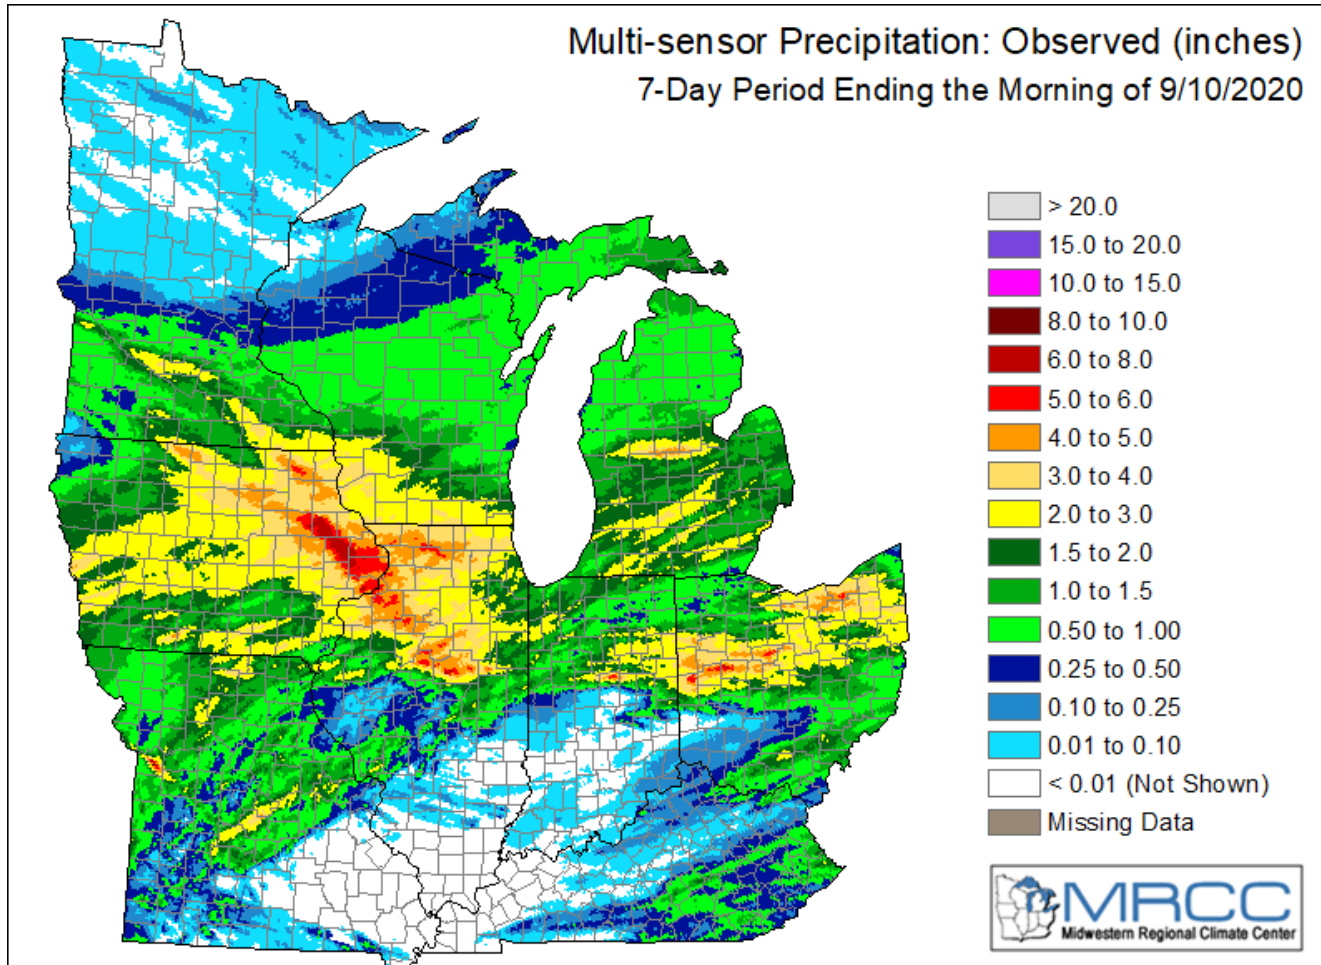 Multi-sensor Precipitation: Observed (inches)
7-Day Period Ending the Morning of 9/10/2020
> 20.0
15.0 to 20.0
10.0 to 15.0
8.0 to 10.0
6.0 to 8.0
5.0 to 6.0
4.0 to 5.0
3.0 to 4.0
2.0 to 3.0
1.5 to 2.0
1.0 to 1.5
0.50 to 1.00
0.25 to 0.50
0.10 to 0.25
0.01 to 0.10
< 0.01 (Not Shown)
Missing Data
MRCC
Midwestern Regional Climate Center